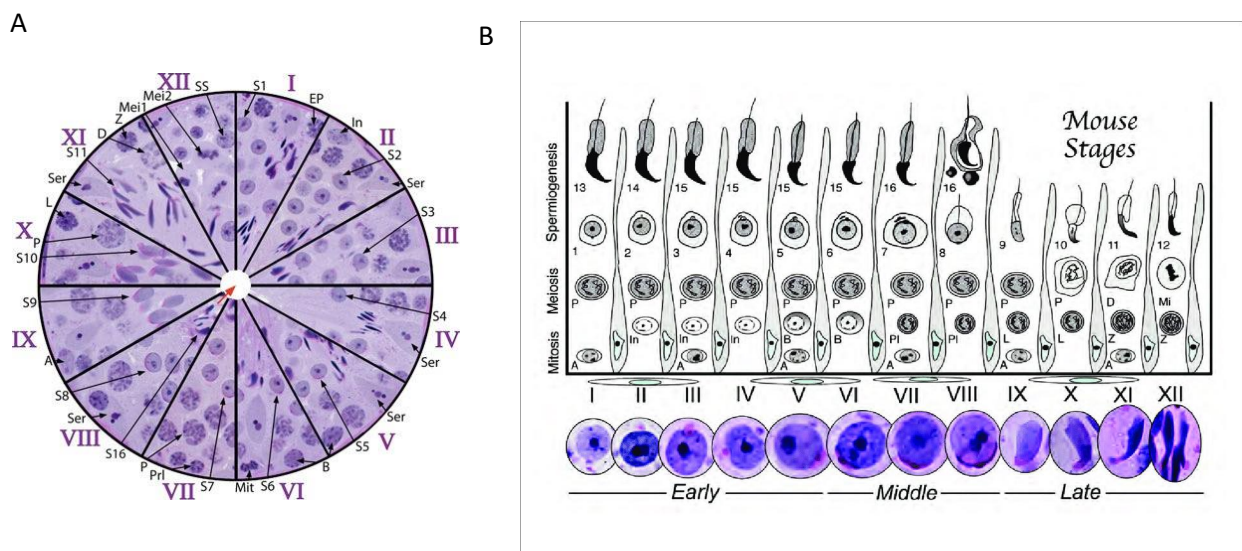 A
XII
SS
S1
I
EP
In
II
S2
Ser
S3
III
S4
IV
Ser
Ser
V
S5
B
VI
S6
Mit
S7
VII
Prl
P
S16
VIII
Ser
S8
A
IX
S9
S10
P
X
L
Ser
S11
XI
D
Z
Mei1
Mei2
B
Mouse
Stages
Spermiogenesis
Meiosis
Mitosis
13 14 15 15 15 15 16 16
1 2 3 4 5 6 7 8 9 10 11 12
P P P P P P P P P P D Mi
In In In B B Pl Pl L L Z Z
A A A A A A
I II III IV V VI VII VIII IX X XI XII
Early Middle Late